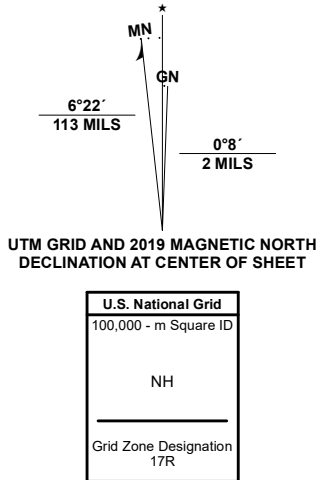 ★
MN
GN
6°22´
113 MILS
0°8´
2 MILS
UTM GRID AND 2019 MAGNETIC NORTH
DECLINATION AT CENTER OF SHEET
U.S. National Grid
100,000 - m Square ID
NH
Grid Zone Designation
17R